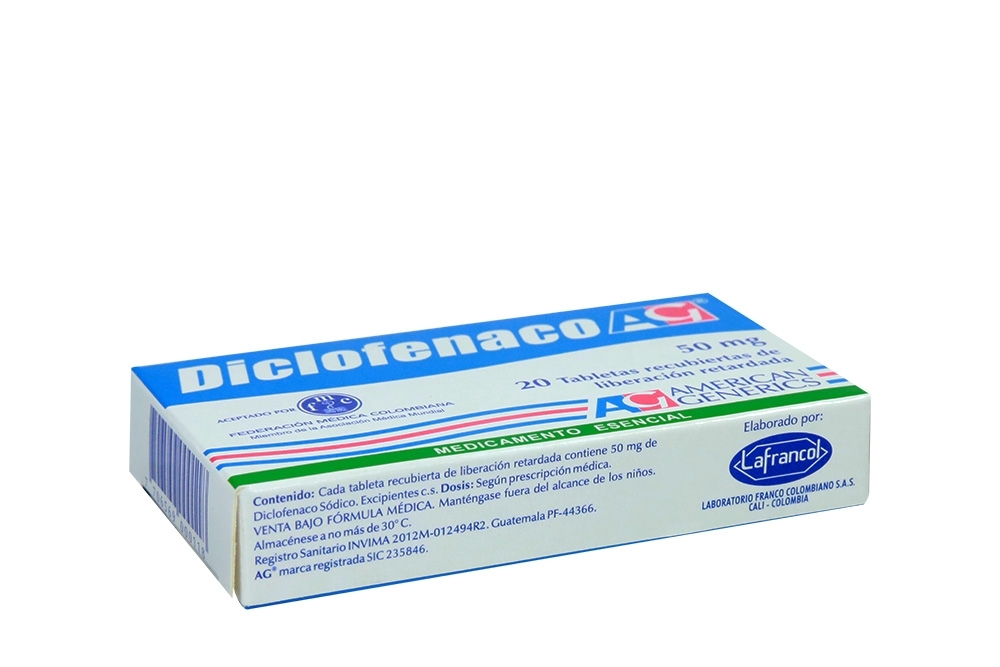 Diclofenaco AG®
50 mg
20 Tabletas recubiertas de
liberación retardada
ACEPTADO POR
fmc
FEDERACIÓN MÉDICA COLOMBIANA
Miembro de la Asociación Médica Mundial
AG AMERICAN
GENERICS
MEDICAMENTO ESENCIAL
Contenido: Cada tableta recubierta de liberación retardada contiene 50 mg de
Diclofenaco Sódico. Excipientes c.s. Dosis: Según prescripción médica.
VENTA BAJO FÓRMULA MÉDICA. Manténgase fuera del alcance de los niños.
Almacénese a no más de 30° C.
Registro Sanitario INVIMA 2012M-012494R2. Guatemala PF-44366.
AG® marca registrada SIC 235846.
Elaborado por:
Lafrancol
LABORATORIO FRANCO COLOMBIANO S.A.S.
CALI - COLOMBIA